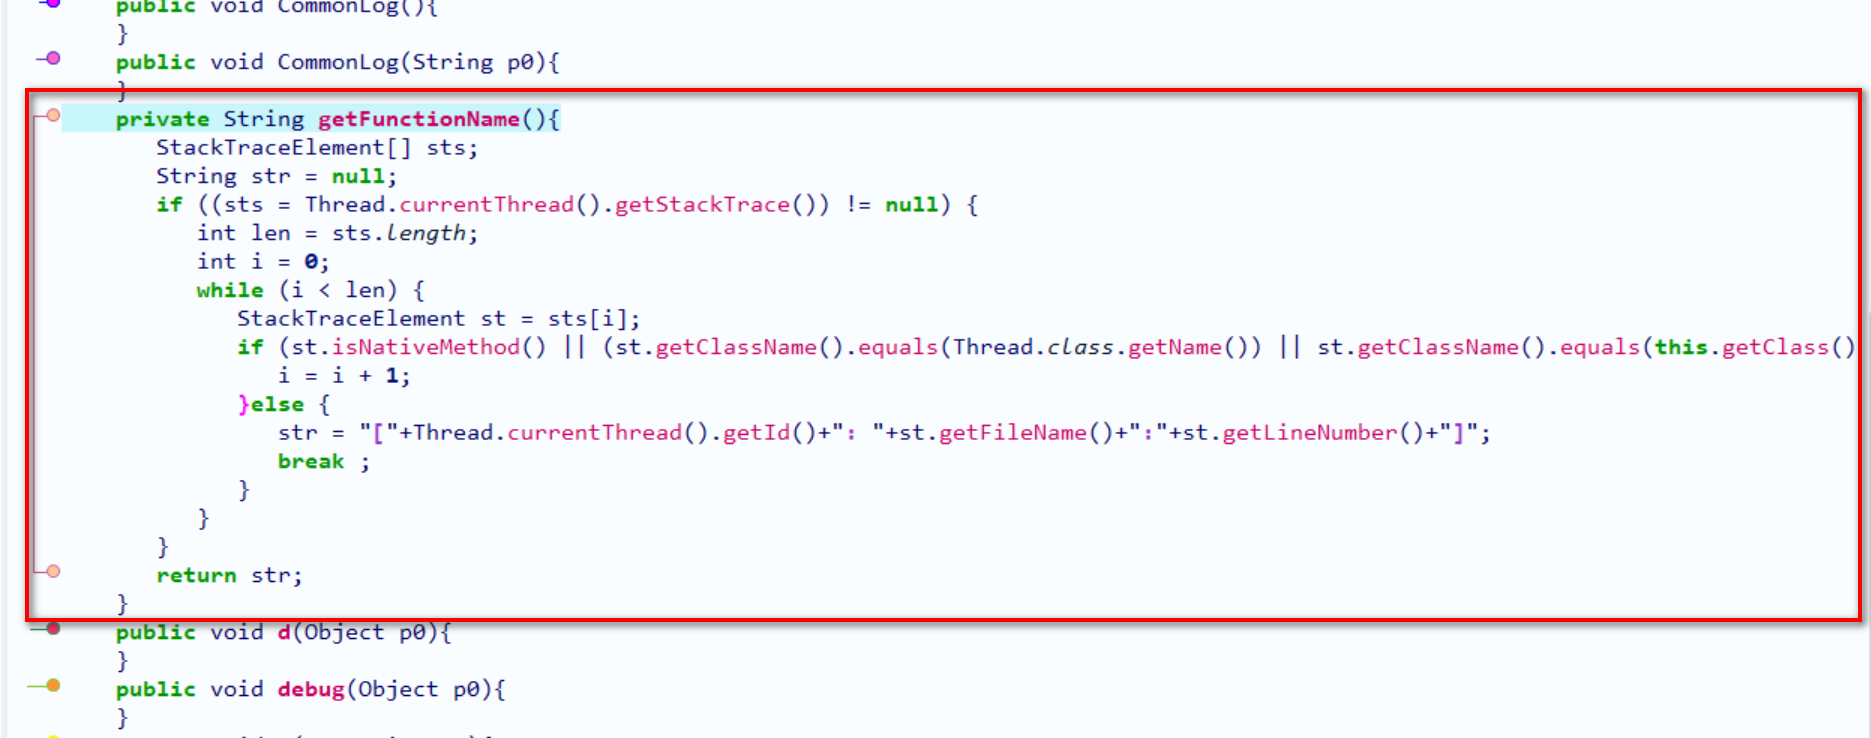 public void CommonLog(){
}
public void CommonLog(String p0){
}
private String getFunctionName(){
StackTraceElement[] sts;
String str = null;
if ((sts = Thread.currentThread().getStackTrace()) != null) {
int len = sts.length;
int i = 0;
while (i < len) {
StackTraceElement st = sts[i];
if (st.isNativeMethod() || (st.getClassName().equals(Thread.class.getName()) || st.getClassName().equals(this.getClass()
i = i + 1;
}else {
str = "["+Thread.currentThread().getId()+": "+st.getFileName()+":"+st.getLineNumber()+"]";
break ;
}
}
}
return str;
}
public void d(Object p0){
}
public void debug(Object p0){
}